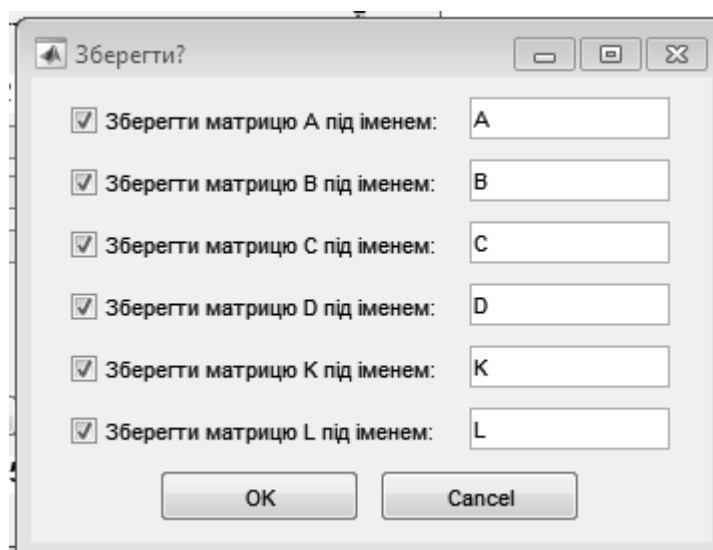 Зберегти?
Зберегти матрицю A під іменем: A
Зберегти матрицю B під іменем: B
Зберегти матрицю C під іменем: C
Зберегти матрицю D під іменем: D
Зберегти матрицю K під іменем: K
Зберегти матрицю L під іменем: L
OK Cancel